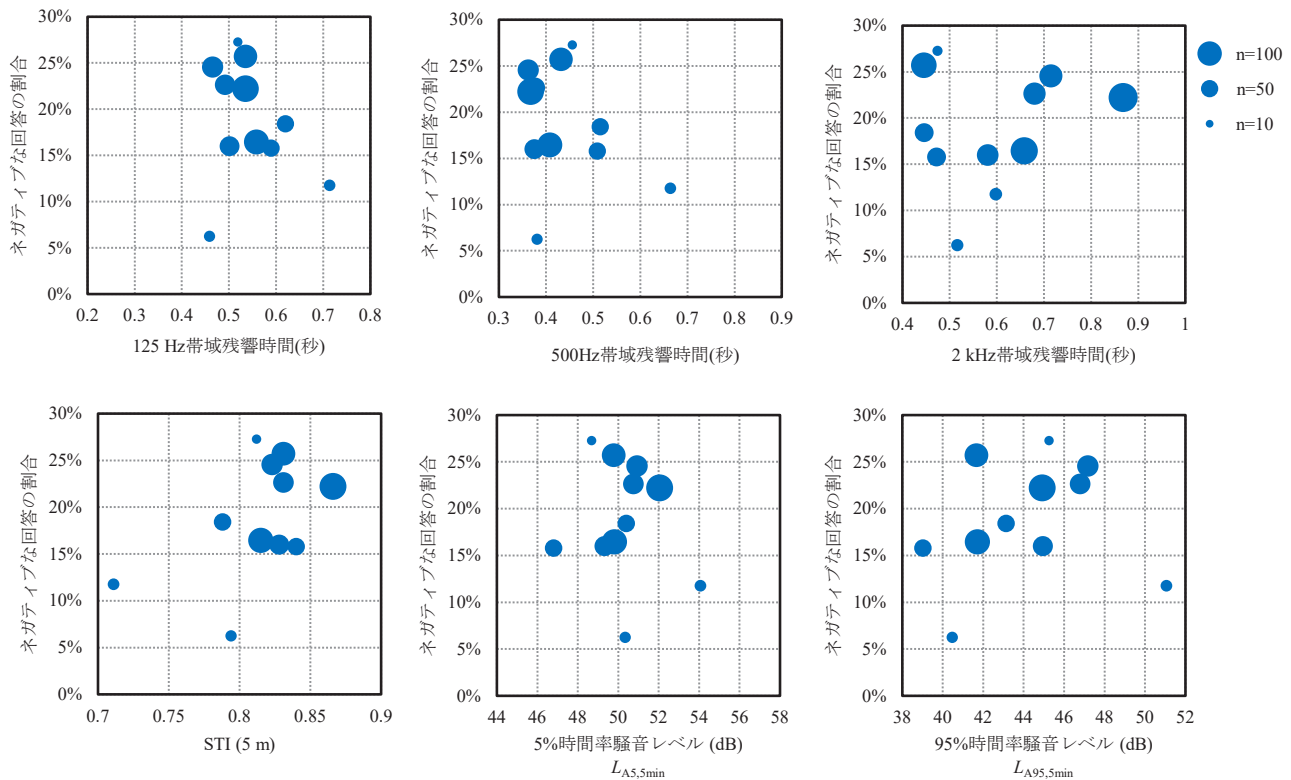 ネガティブな回答の割合
30%
25%
20%
15%
10%
5%
0%
0.2 0.3 0.4 0.5 0.6 0.7 0.8
125 Hz帯域残響時間(秒)
ネガティブな回答の割合
30%
25%
20%
15%
10%
5%
0%
0.3 0.4 0.5 0.6 0.7 0.8 0.9
500Hz帯域残響時間(秒)
ネガティブな回答の割合
30%
25%
20%
15%
10%
5%
0%
0.4 0.5 0.6 0.7 0.8 0.9 1
2 kHz帯域残響時間(秒)
n=100
n=50
n=10
ネガティブな回答の割合
30%
25%
20%
15%
10%
5%
0%
0.7 0.75 0.8 0.85 0.9
STI (5 m)
ネガティブな回答の割合
30%
25%
20%
15%
10%
5%
0%
44 46 48 50 52 54 56 58
5%時間率騒音レベル (dB)
LA5,5min
ネガティブな回答の割合
30%
25%
20%
15%
10%
5%
0%
38 40 42 44 46 48 50 52
95%時間率騒音レベル (dB)
LA95,5min